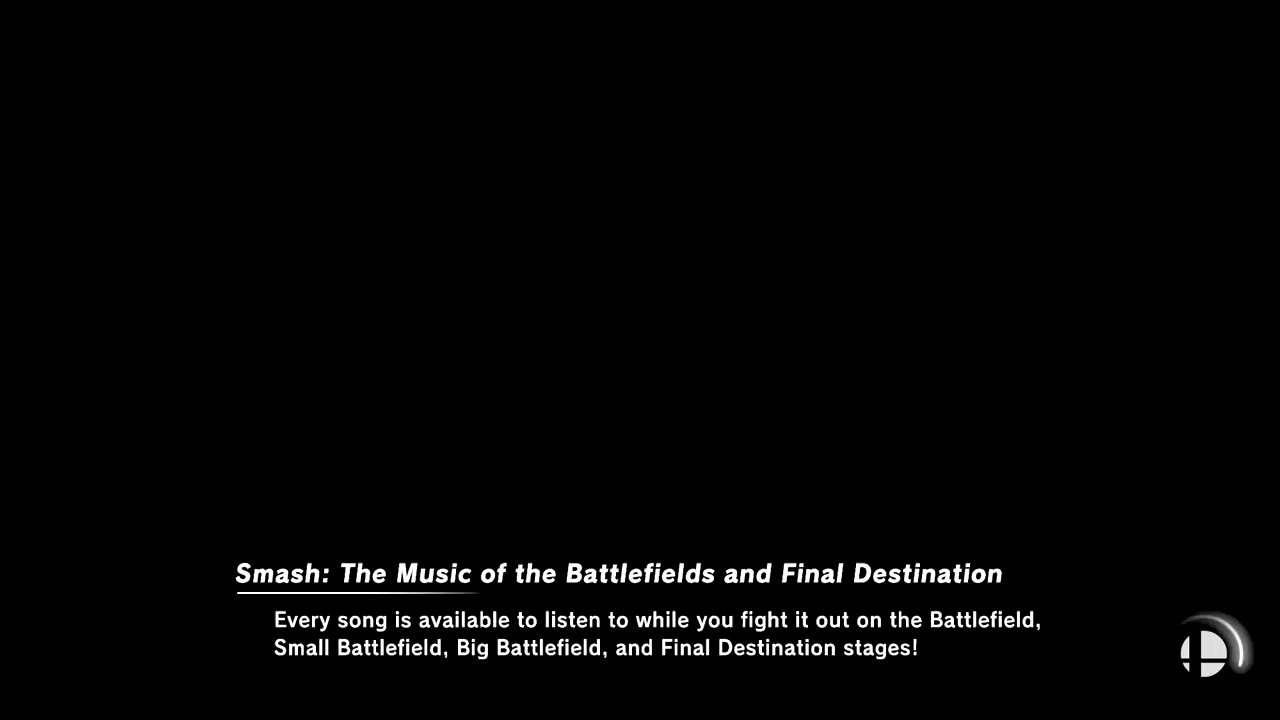 Smash: The Music of the Battlefields and Final Destination
Every song is available to listen to while you fight it out on the Battlefield,
Small Battlefield, Big Battlefield, and Final Destination stages!